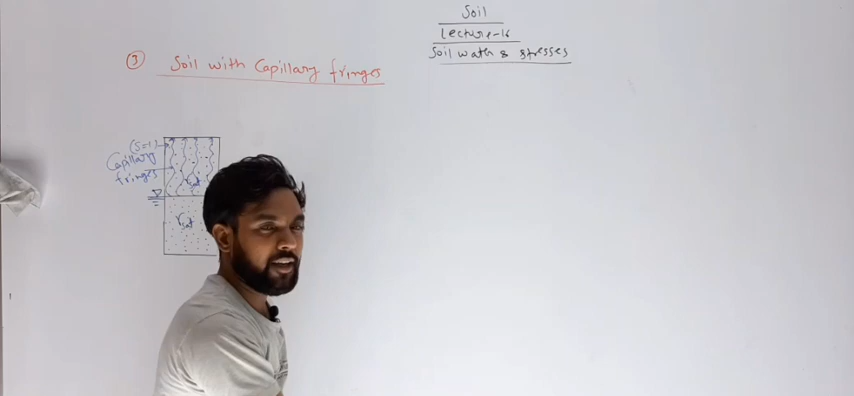 Soil
Lecture-16
Soil water & stresses
③ Soil with Capillary fringes
(S=1)
Capillary
fringes
γsat
γsat